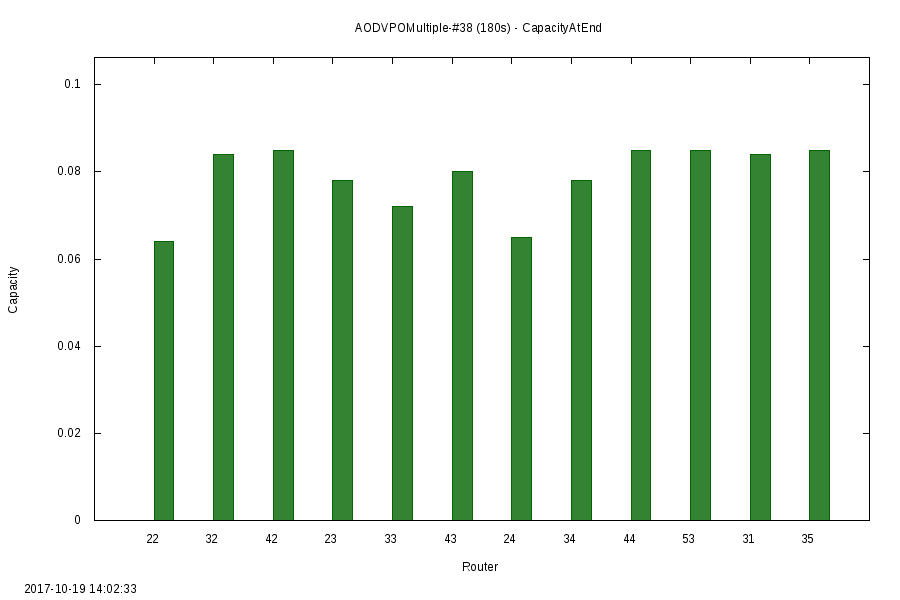 AODVPOMultiple-#38 (180s) - CapacityAtEnd
0.1
0.08
0.06
0.04
0.02
0
Capacity
22 32 42 23 33 43 24 34 44 53 31 35
Router
2017-10-19 14:02:33